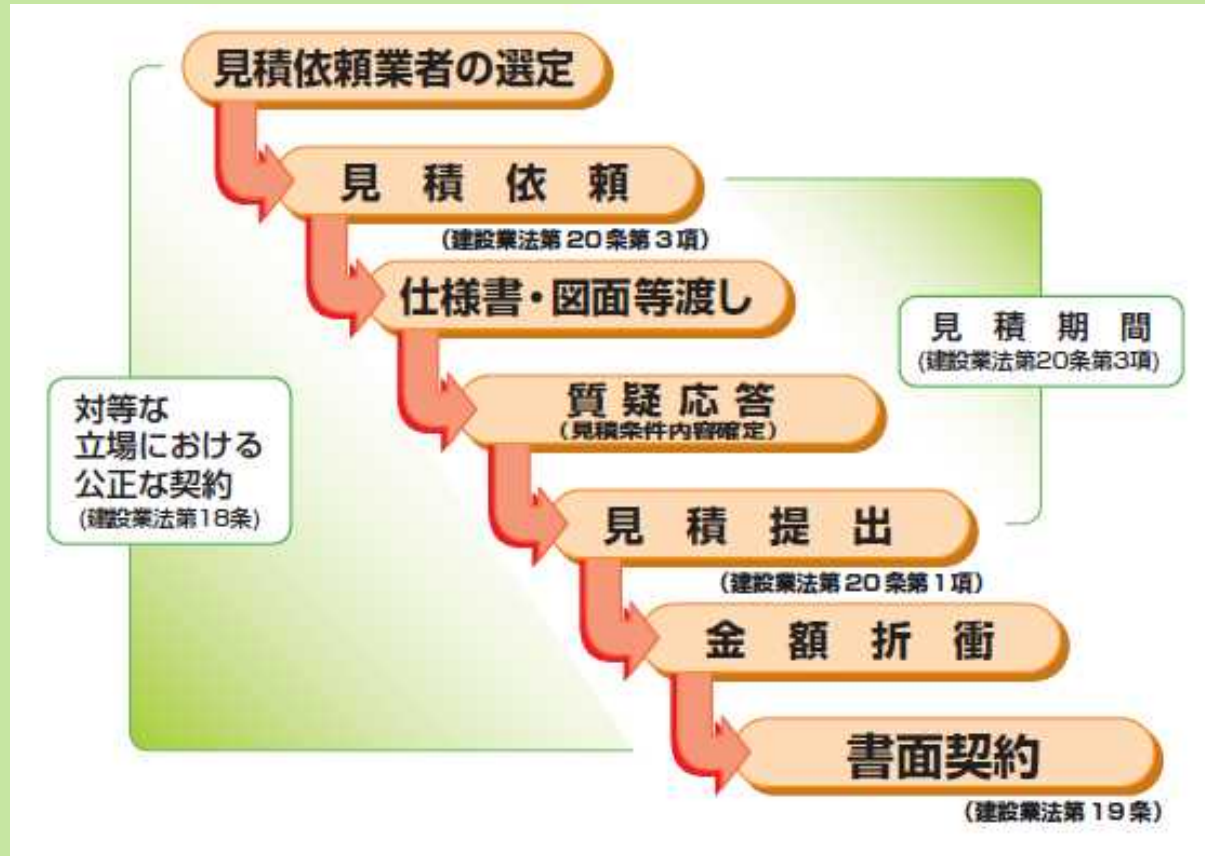 見積依頼業者の選定
見積依頼
(建設業法第20条第3項)
仕様書・図面等渡し
見積期間
(建設業法第20条第3項)
質疑応答
(見積条件内容確定)
対等な
立場における
公正な契約
(建設業法第18条)
見積提出
(建設業法第20条第1項)
金額折衝
書面契約
(建設業法第19条)